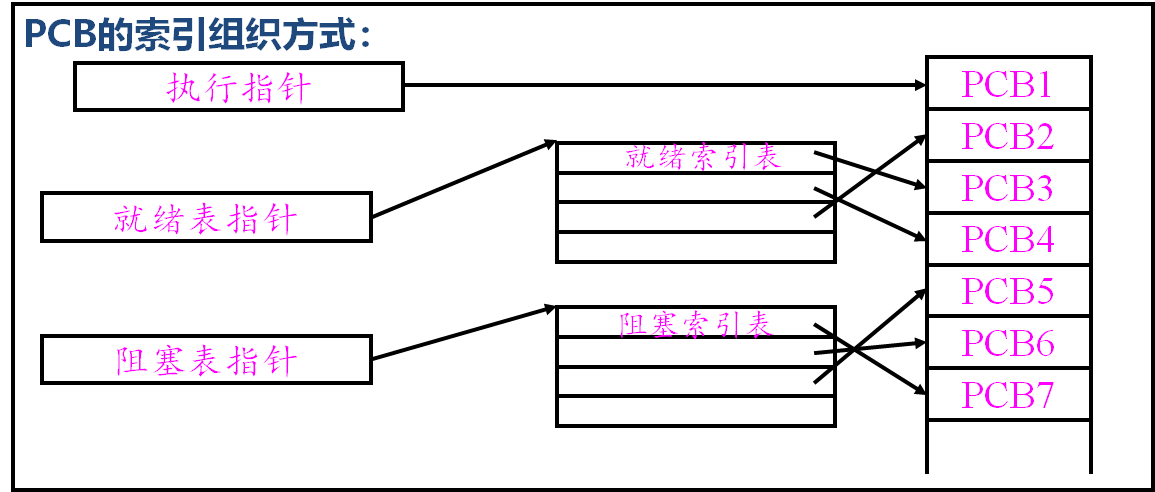 PCB的索引组织方式：
执行指针
就绪表指针
阻塞表指针
就绪索引表
阻塞索引表
PCB1
PCB2
PCB3
PCB4
PCB5
PCB6
PCB7